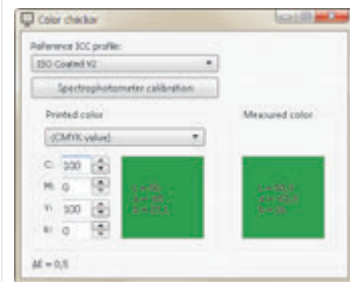 Color checker
Reference ICC profile:
ISO Coated V2
Spectrophotometer calibration
Printed color
Measured color
(CMYK value)
C: 100
M: 0
Y: 100
K: 0
ΔE = 0,5